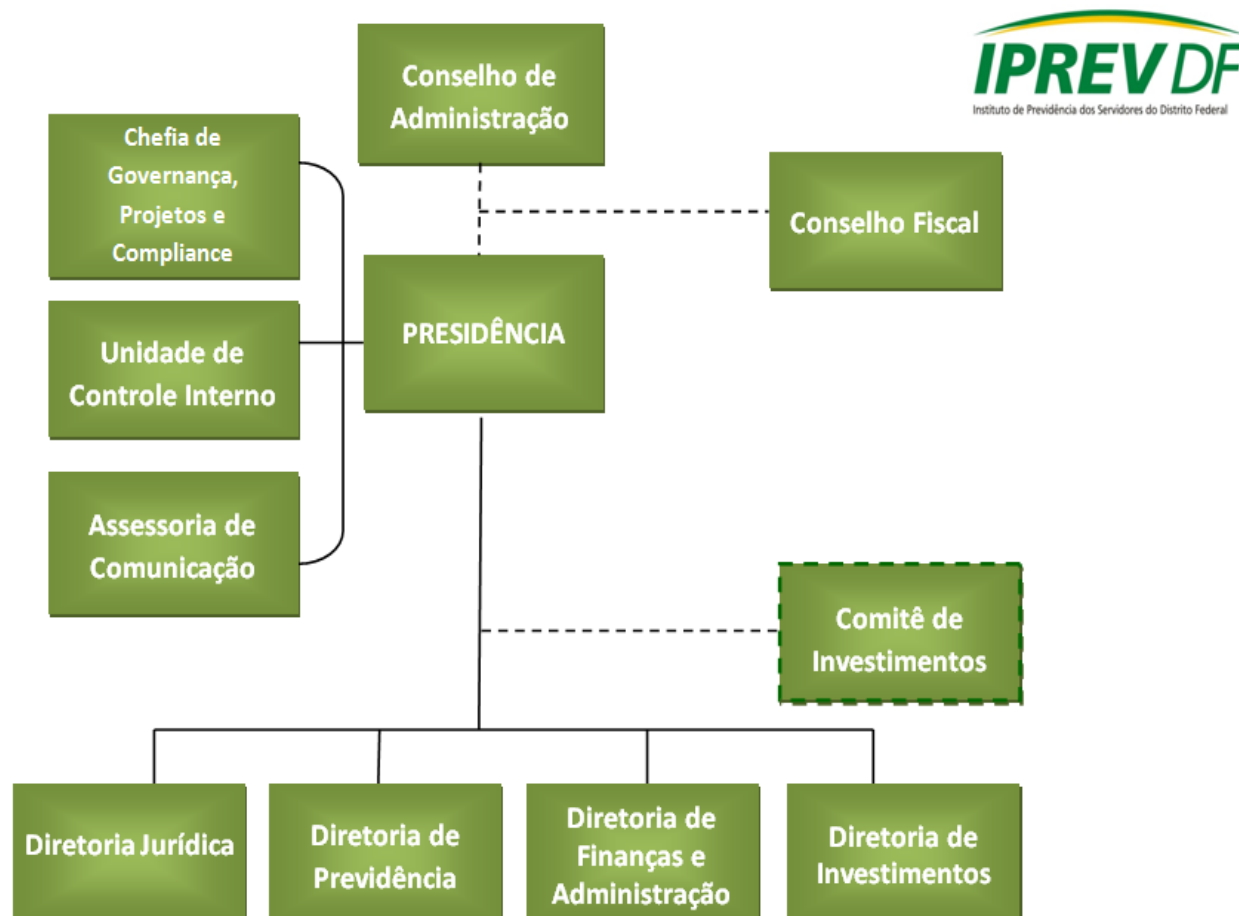 IPREV DF
Instituto de Previdência dos Servidores do Distrito Federal
Conselho de
Administração
Chefia de
Governança,
Projetos e
Compliance
Conselho Fiscal
PRESIDÊNCIA
Unidade de
Controle Interno
Assessoria de
Comunicação
Comitê de
Investimentos
Diretoria Jurídica
Diretoria de
Previdência
Diretoria de
Finanças e
Administração
Diretoria de
Investimentos